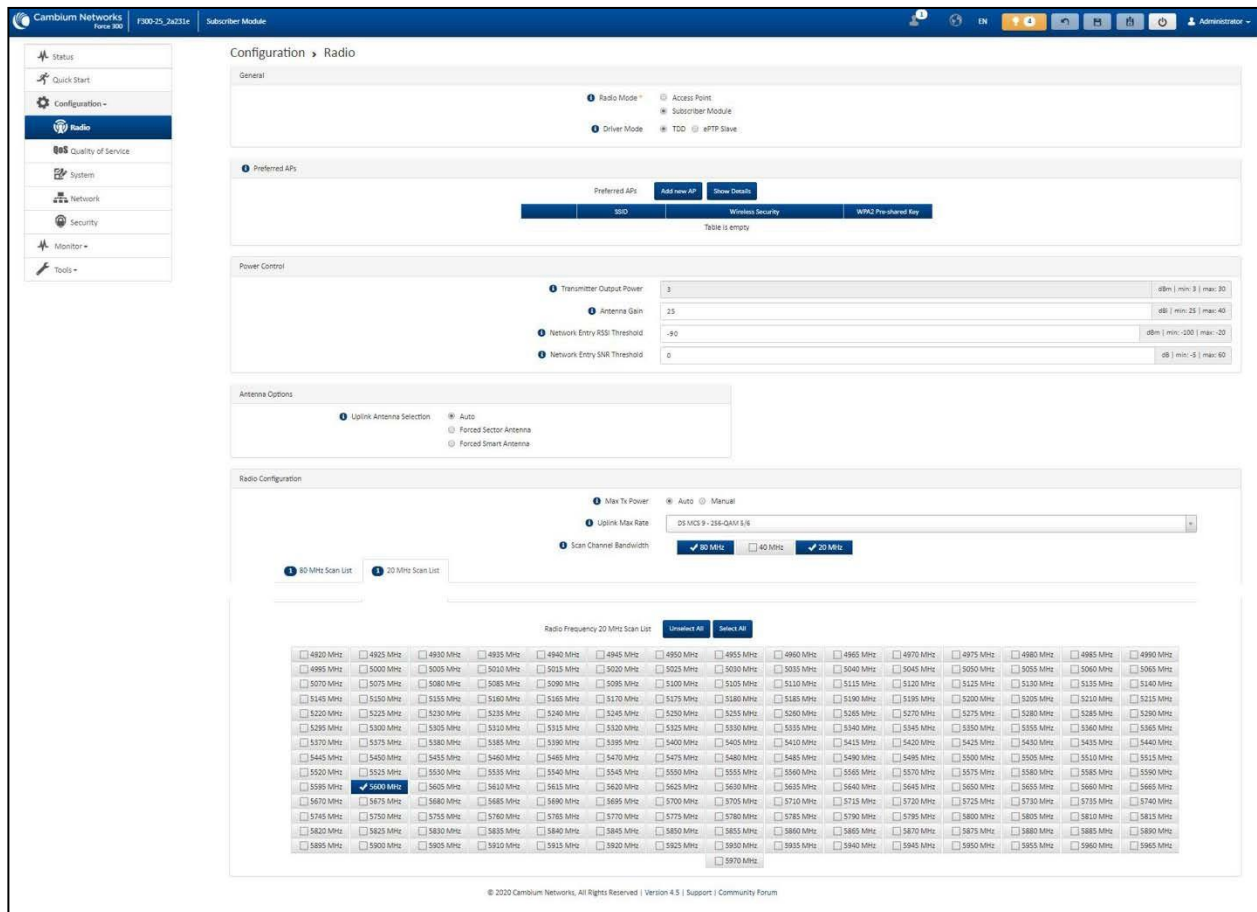 Cambium Networks
Force 300
F300-25_2a231e
Subscriber Module
1
EN
4
Administrator
Status
Quick Start
Configuration
Radio
QoS Quality of Service
System
Network
Security
Monitor
Tools
Configuration > Radio
General
Radio Mode * Access Point
Subscriber Module
Driver Mode TDD ePTP Slave
Preferred APs
Preferred APs Add new AP Show Details
SSID Wireless Security WPA2 Pre-shared Key
Table is empty
Power Control
Transmitter Output Power 3 dBm | min: 3 | max: 30
Antenna Gain 25 dBi | min: 25 | max: 40
Network Entry RSSI Threshold -90 dBm | min: -100 | max: -20
Network Entry SNR Threshold 0 dB | min: -5 | max: 60
Antenna Options
Uplink Antenna Selection Auto
Forced Sector Antenna
Forced Smart Antenna
Radio Configuration
Max Tx Power Auto Manual
Uplink Max Rate DS MCS 9 - 256-QAM 5/6
Scan Channel Bandwidth 80 MHz 40 MHz 20 MHz
1 80 MHz Scan List 1 20 MHz Scan List
Radio Frequency 20 MHz Scan List Unselect All Select All
4920 MHz 4925 MHz 4930 MHz 4935 MHz 4940 MHz 4945 MHz 4950 MHz 4955 MHz 4960 MHz 4965 MHz 4970 MHz 4975 MHz 4980 MHz 4985 MHz 4990 MHz
4995 MHz 5000 MHz 5005 MHz 5010 MHz 5015 MHz 5020 MHz 5025 MHz 5030 MHz 5035 MHz 5040 MHz 5045 MHz 5050 MHz 5055 MHz 5060 MHz 5065 MHz
5070 MHz 5075 MHz 5080 MHz 5085 MHz 5090 MHz 5095 MHz 5100 MHz 5105 MHz 5110 MHz 5115 MHz 5120 MHz 5125 MHz 5130 MHz 5135 MHz 5140 MHz
5145 MHz 5150 MHz 5155 MHz 5160 MHz 5165 MHz 5170 MHz 5175 MHz 5180 MHz 5185 MHz 5190 MHz 5195 MHz 5200 MHz 5205 MHz 5210 MHz 5215 MHz
5220 MHz 5225 MHz 5230 MHz 5235 MHz 5240 MHz 5245 MHz 5250 MHz 5255 MHz 5260 MHz 5265 MHz 5270 MHz 5275 MHz 5280 MHz 5285 MHz 5290 MHz
5295 MHz 5300 MHz 5305 MHz 5310 MHz 5315 MHz 5320 MHz 5325 MHz 5330 MHz 5335 MHz 5340 MHz 5345 MHz 5350 MHz 5355 MHz 5360 MHz 5365 MHz
5370 MHz 5375 MHz 5380 MHz 5385 MHz 5390 MHz 5395 MHz 5400 MHz 5405 MHz 5410 MHz 5415 MHz 5420 MHz 5425 MHz 5430 MHz 5435 MHz 5440 MHz
5445 MHz 5450 MHz 5455 MHz 5460 MHz 5465 MHz 5470 MHz 5475 MHz 5480 MHz 5485 MHz 5490 MHz 5495 MHz 5500 MHz 5505 MHz 5510 MHz 5515 MHz
5520 MHz 5525 MHz 5530 MHz 5535 MHz 5540 MHz 5545 MHz 5550 MHz 5555 MHz 5560 MHz 5565 MHz 5570 MHz 5575 MHz 5580 MHz 5585 MHz 5590 MHz
5595 MHz 5600 MHz 5605 MHz 5610 MHz 5615 MHz 5620 MHz 5625 MHz 5630 MHz 5635 MHz 5640 MHz 5645 MHz 5650 MHz 5655 MHz 5660 MHz 5665 MHz
5670 MHz 5675 MHz 5680 MHz 5685 MHz 5690 MHz 5695 MHz 5700 MHz 5705 MHz 5710 MHz 5715 MHz 5720 MHz 5725 MHz 5730 MHz 5735 MHz 5740 MHz
5745 MHz 5750 MHz 5755 MHz 5760 MHz 5765 MHz 5770 MHz 5775 MHz 5780 MHz 5785 MHz 5790 MHz 5795 MHz 5800 MHz 5805 MHz 5810 MHz 5815 MHz
5820 MHz 5825 MHz 5830 MHz 5835 MHz 5840 MHz 5845 MHz 5850 MHz 5855 MHz 5860 MHz 5865 MHz 5870 MHz 5875 MHz 5880 MHz 5885 MHz 5890 MHz
5895 MHz 5900 MHz 5905 MHz 5910 MHz 5915 MHz 5920 MHz 5925 MHz 5930 MHz 5935 MHz 5940 MHz 5945 MHz 5950 MHz 5955 MHz 5960 MHz 5965 MHz
5970 MHz
© 2020 Cambium Networks, All Rights Reserved | Version 4.5 | Support | Community Forum